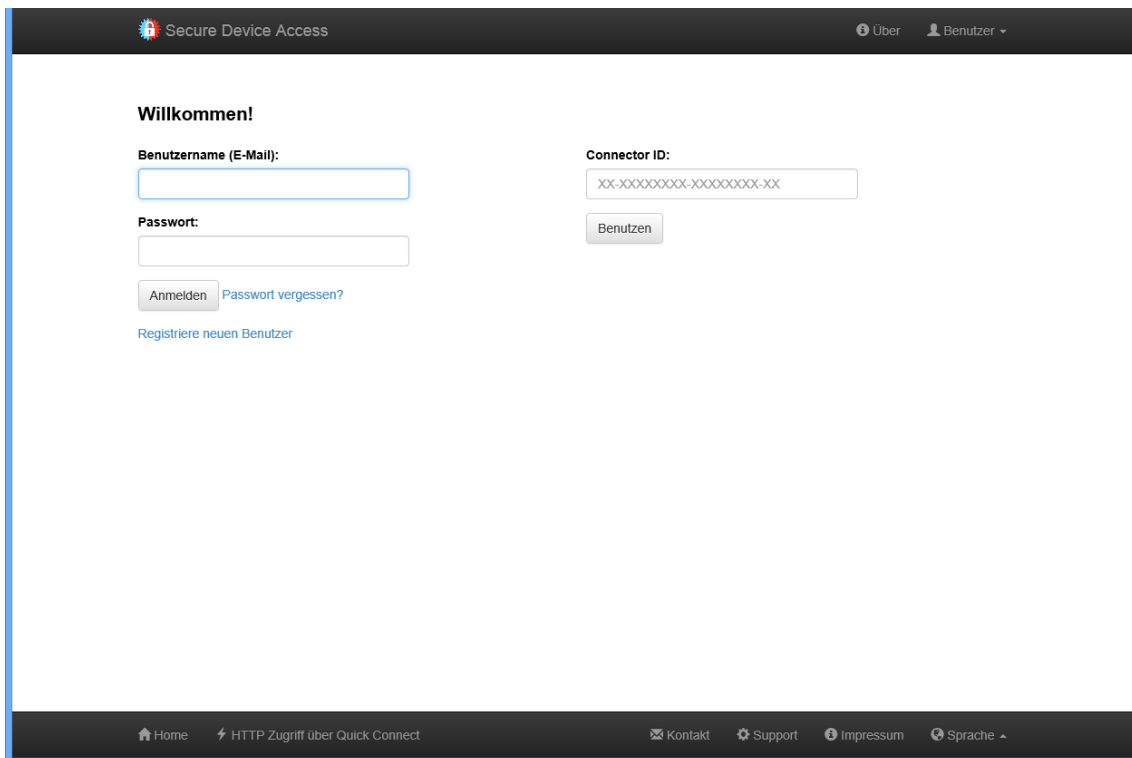 Secure Device Access
Über
Benutzer
Willkommen!
Benutzername (E-Mail):
Passwort:
Anmelden Passwort vergessen?
Registriere neuen Benutzer
Connector ID:
XX-XXXXXXXX-XXXXXXXX-XX
Benutzen
Home
HTTP Zugriff über Quick Connect
Kontakt
Support
Impressum
Sprache